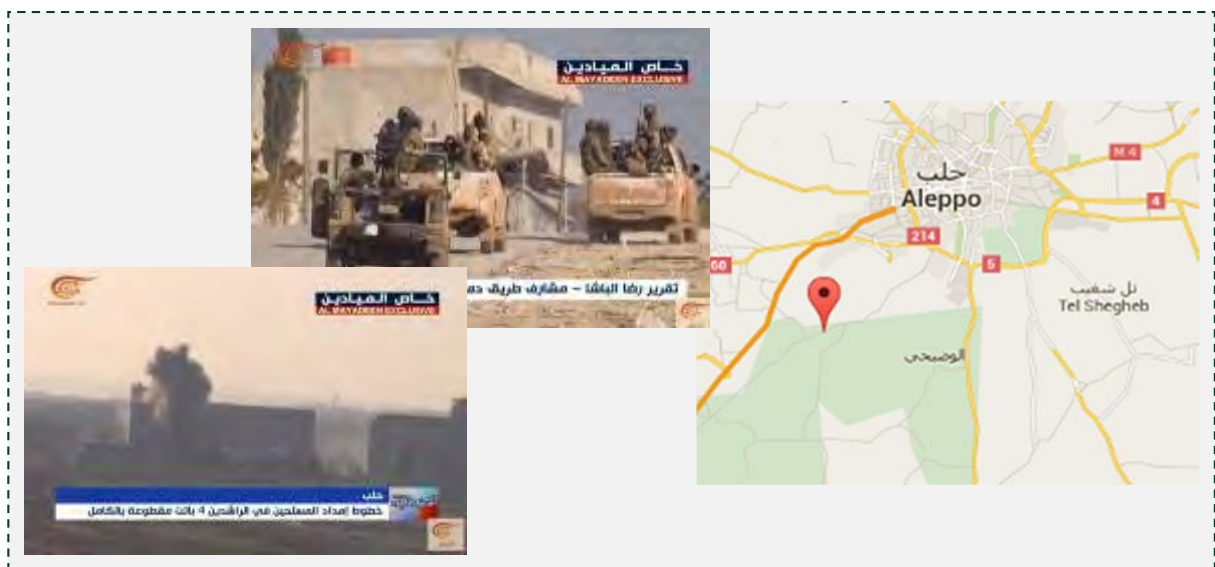 خاص الميادين
AL MAYADEEN EXCLUSIVE
تقرير رضا الباشا – مشارف طريق دم
خاص الميادين
AL MAYADEEN EXCLUSIVE
حلب
خطوط إمداد المسلحين في الراشدين 4 باتت مقطوعة بالكامل
M 4
حلب
Aleppo
4
214
60
5
تل شغيب
Tel Shegheb
الوضيحي